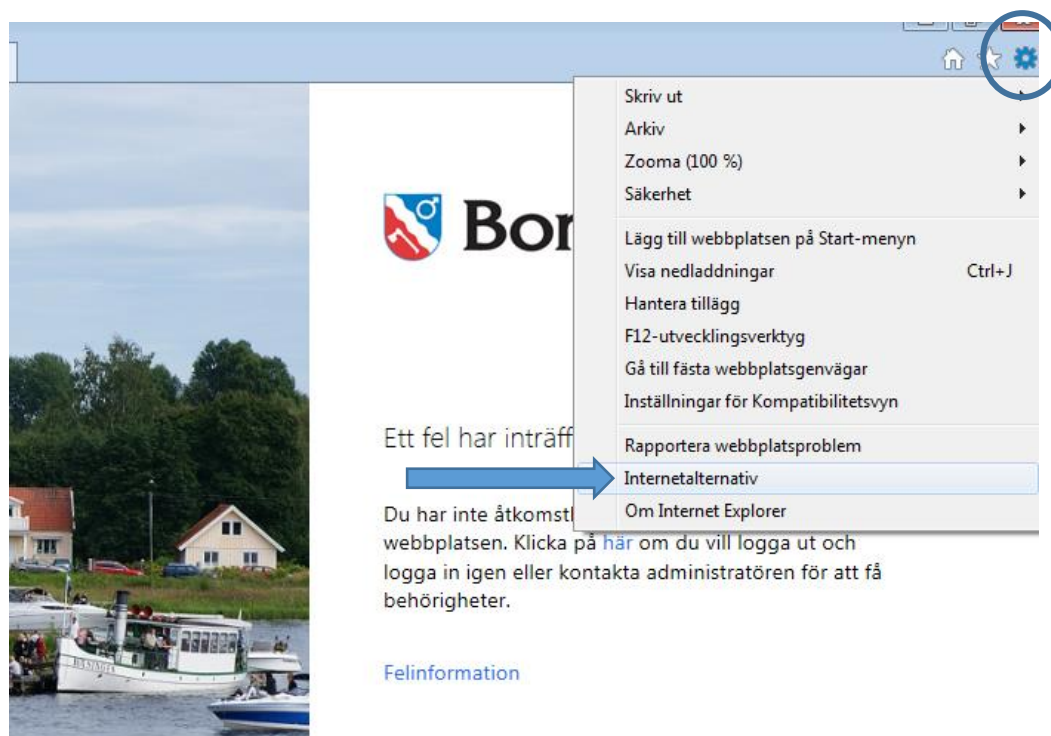 Skriv ut
Arkiv
Zooma (100 %)
Säkerhet
Lägg till webbplatsen på Start-menyn
Visa nedladdningar Ctrl+J
Hantera tillägg
F12-utvecklingsverktyg
Gå till fästa webbplatsgenvägar
Inställningar för Kompatibilitetsvyn
Rapportera webbplatsproblem
Internetalternativ
Om Internet Explorer
Bor
Ett fel har inträff
Du har inte åtkomst
webbplatsen. Klicka på här om du vill logga ut och
logga in igen eller kontakta administratören för att få
behörigheter.
Felinformation